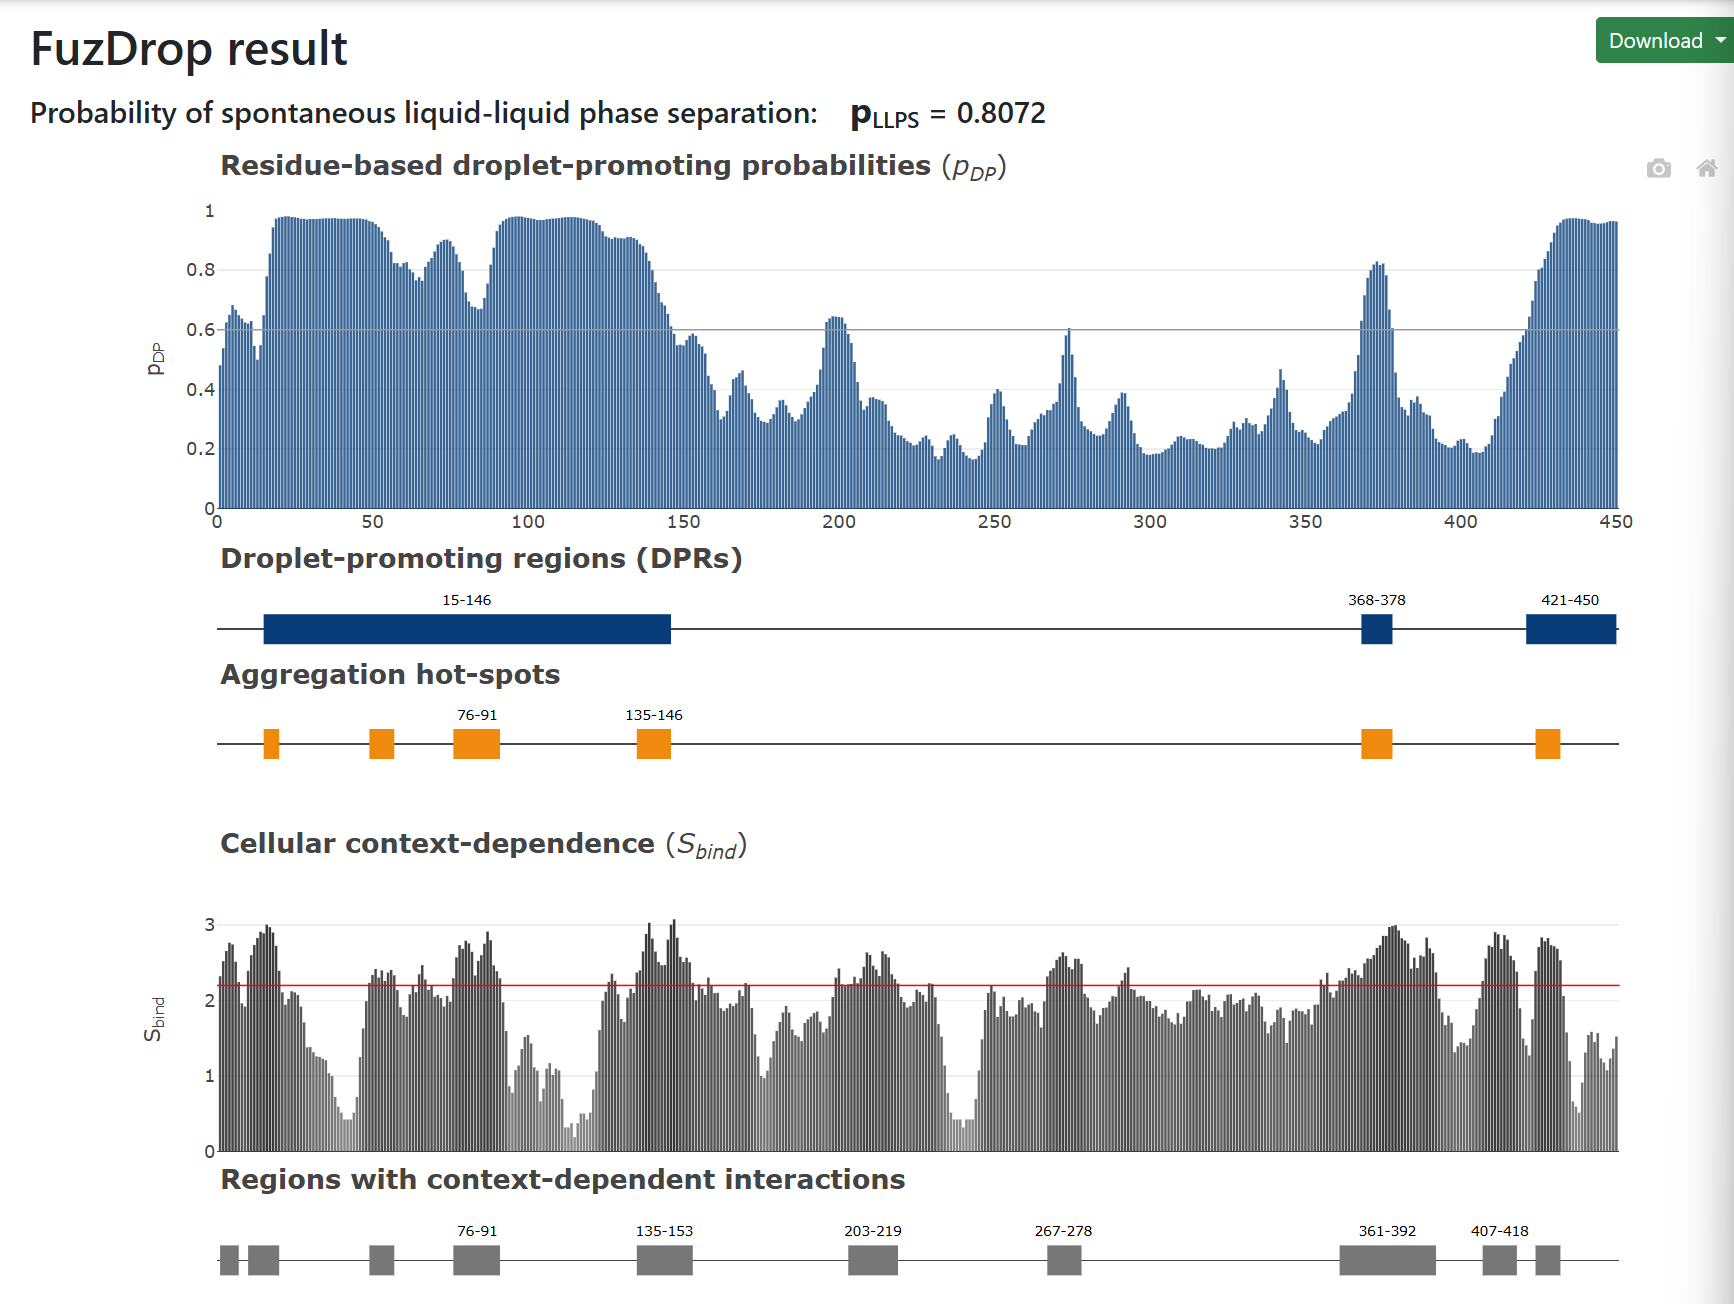 FuzDrop result
Download
Probability of spontaneous liquid-liquid phase separation: pLLPS = 0.8072
Residue-based droplet-promoting probabilities (pDP)
1
0.8
0.6
0.4
0.2
0
pDP
0 50 100 150 200 250 300 350 400 450
Droplet-promoting regions (DPRs)
15-146 368-378 421-450
Aggregation hot-spots
76-91 135-146
Cellular context-dependence (Sbind)
3
2
1
0
Sbind
Regions with context-dependent interactions
76-91 135-153 203-219 267-278 361-392 407-418